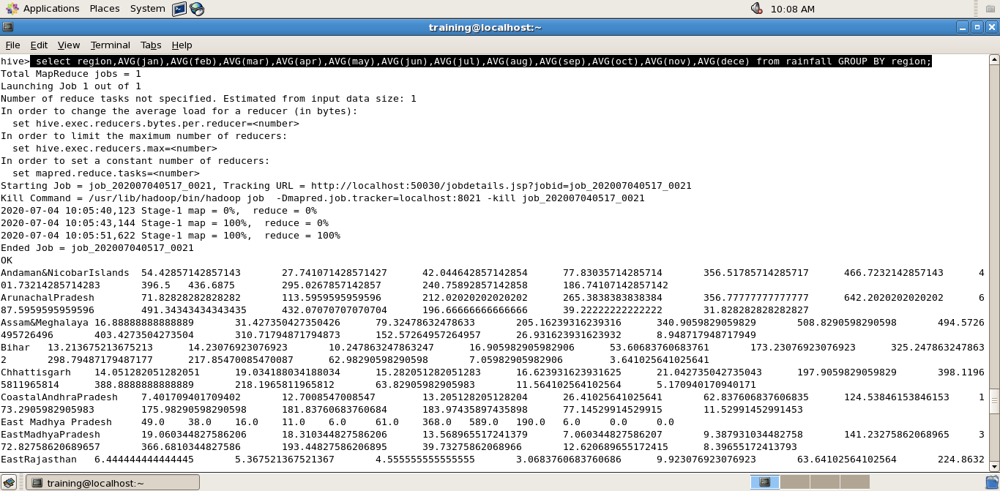 Applications Places System 10:08 AM
training@localhost:~
File Edit View Terminal Tabs Help
hive> select region,AVG(jan),AVG(feb),AVG(mar),AVG(apr),AVG(may),AVG(jun),AVG(jul),AVG(aug),AVG(sep),AVG(oct),AVG(nov),AVG(dece) from rainfall GROUP BY region;
Total MapReduce jobs = 1
Launching Job 1 out of 1
Number of reduce tasks not specified. Estimated from input data size: 1
In order to change the average load for a reducer (in bytes):
  set hive.exec.reducers.bytes.per.reducer=<number>
In order to limit the maximum number of reducers:
  set hive.exec.reducers.max=<number>
In order to set a constant number of reducers:
  set mapred.reduce.tasks=<number>
Starting Job = job_202007040517_0021, Tracking URL = http://localhost:50030/jobdetails.jsp?jobid=job_202007040517_0021
Kill Command = /usr/lib/hadoop/bin/hadoop job  -Dmapred.job.tracker=localhost:8021 -kill job_202007040517_0021
2020-07-04 10:05:40,123 Stage-1 map = 0%,  reduce = 0%
2020-07-04 10:05:43,144 Stage-1 map = 100%,  reduce = 0%
2020-07-04 10:05:51,622 Stage-1 map = 100%,  reduce = 100%
Ended Job = job_202007040517_0021
OK
Andaman&NicobarIslands 54.42857142857143 27.741071428571427 42.044642857142854 77.83035714285714 356.51785714285717 466.7232142857143 4
01.73214285714283 396.5 436.6875 295.0267857142857 240.75892857142858 186.74107142857142
ArunachalPradesh 71.82828282828282 113.5959595959596 212.02020202020202 265.3838383838384 356.77777777777777 642.2020202020202 6
87.5959595959596 491.34343434343435 432.07070707070704 196.66666666666666 39.22222222222222 31.828282828282827
Assam&Meghalaya 16.88888888888889 31.427350427350426 79.32478632478633 205.16239316239316 340.9059829059829 508.8290598290598 494.5726
495726496 403.4273504273504 310.71794871794873 152.57264957264957 26.931623931623932 8.948717948717949
Bihar 13.213675213675213 14.23076923076923 10.247863247863247 16.905982905982906 53.60683760683761 173.23076923076923 325.247863247863
2 298.79487179487177 217.85470085470087 62.98290598290598 7.05982905982906 3.641025641025641
Chhattisgarh 14.051282051282051 19.034188034188034 15.282051282051283 16.623931623931625 21.042735042735043 197.9059829059829 398.1196
5811965814 388.8888888888889 218.1965811965812 63.82905982905983 11.564102564102564 5.170940170940171
CoastalAndhraPradesh 7.401709401709402 12.7008547008547 13.205128205128204 26.41025641025641 62.837606837606835 124.53846153846153 1
73.2905982905983 175.98290598290598 181.83760683760684 183.97435897435898 77.14529914529915 11.52991452991453
East Madhya Pradesh 49.0 38.0 16.0 11.0 6.0 61.0 368.0 589.0 190.0 6.0 0.0 0.0
EastMadhyaPradesh 19.060344827586206 18.310344827586206 13.568965517241379 7.060344827586207 9.387931034482758 141.23275862068965 3
72.82758620689657 366.6810344827586 193.44827586206895 39.73275862068966 12.620689655172415 8.39655172413793
EastRajasthan 6.444444444444445 5.367521367521367 4.555555555555555 3.0683760683760686 9.923076923076923 63.64102564102564 224.8632
training@localhost:~